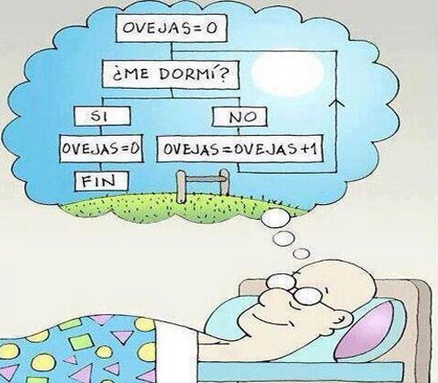 OVEJAS=0
¿ME DORMÍ?
SI NO
OVEJAS=0 OVEJAS=OVEJAS+1
FIN